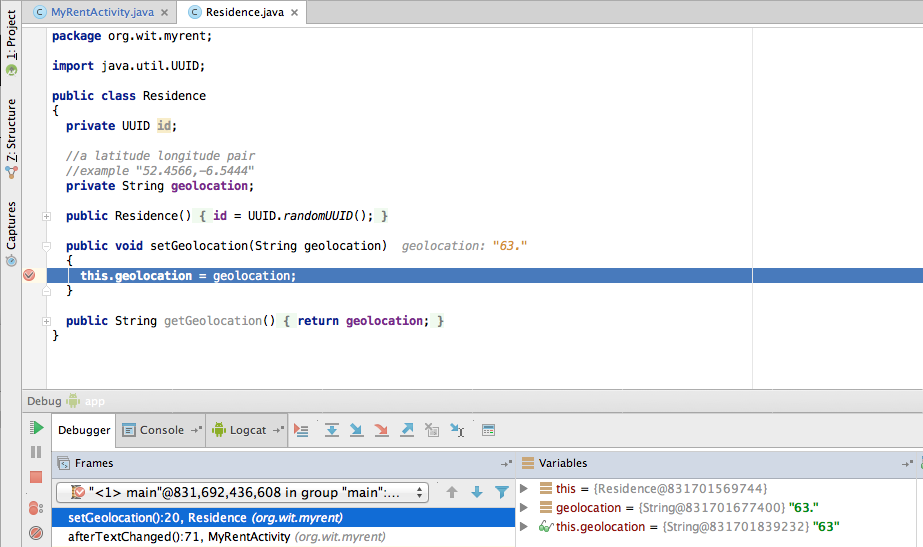 MyRentActivity.java
Residence.java
1: Project
Z: Structure
Captures
package org.wit.myrent;
import java.util.UUID;
public class Residence
{
private UUID id;
//a latitude longitude pair
//example "52.4566,-6.5444"
private String geolocation;
public Residence() { id = UUID.randomUUID(); }
public void setGeolocation(String geolocation) geolocation: "63."
{
this.geolocation = geolocation;
}
public String getGeolocation() { return geolocation; }
}
Debug app
Debugger Console Logcat
Frames
"<1> main"@831,692,436,608 in group "main":...
setGeolocation():20, Residence (org.wit.myrent)
afterTextChanged():71, MyRentActivity (org.wit.myrent)
Variables
this = {Residence@831701569744}
geolocation = {String@831701677400} "63."
this.geolocation = {String@831701839232} "63"